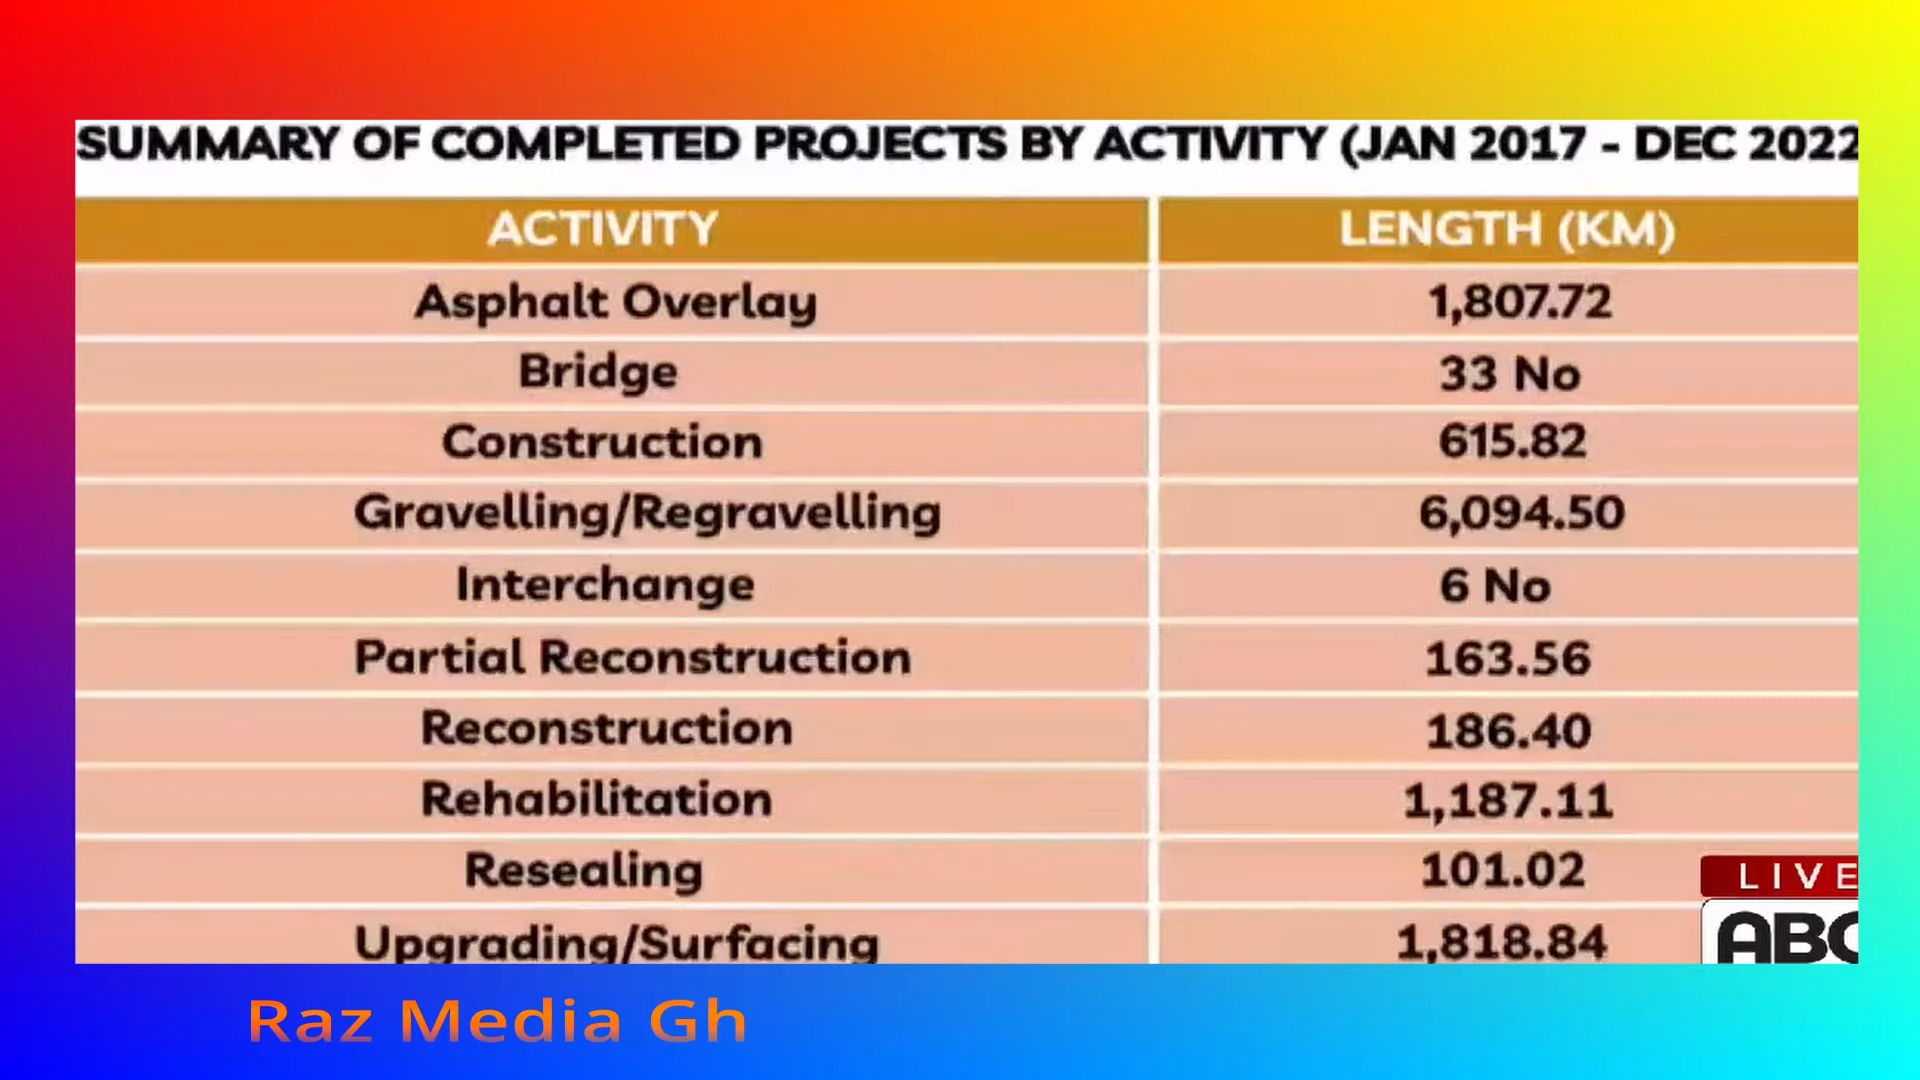 SUMMARY OF COMPLETED PROJECTS BY ACTIVITY (JAN 2017 - DEC 2022
ACTIVITY LENGTH (KM)
Asphalt Overlay 1,807.72
Bridge 33 No
Construction 615.82
Gravelling/Regravelling 6,094.50
Interchange 6 No
Partial Reconstruction 163.56
Reconstruction 186.40
Rehabilitation 1,187.11
Resealing 101.02
Upgrading/Surfacing 1,818.84
LIVE
ABC
Raz Media Gh